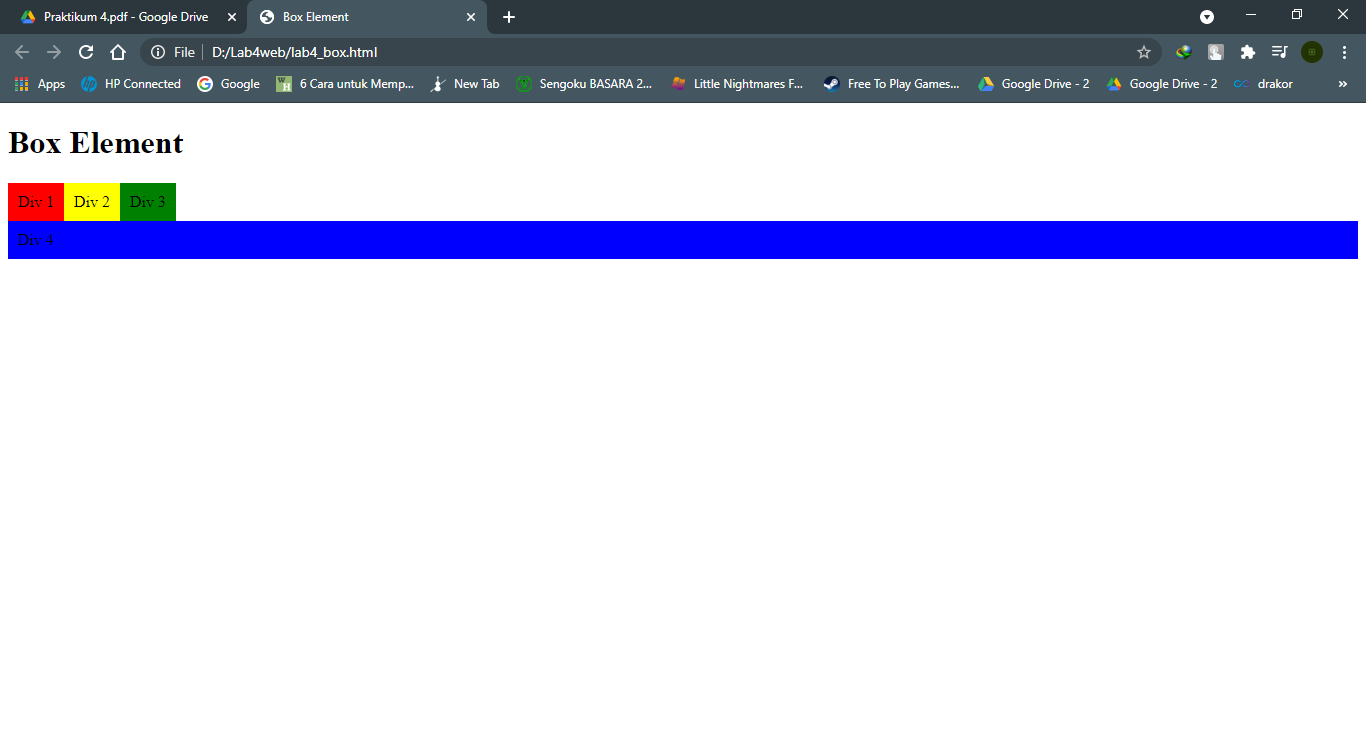 Praktikum 4.pdf - Google Drive Box Element
File D:/Lab4web/lab4_box.html
Apps HP Connected Google 6 Cara untuk Memp... New Tab Sengoku BASARA 2... Little Nightmares F... Free To Play Games... Google Drive - 2 Google Drive - 2 drakor
Box Element
Div 1 Div 2 Div 3
Div 4